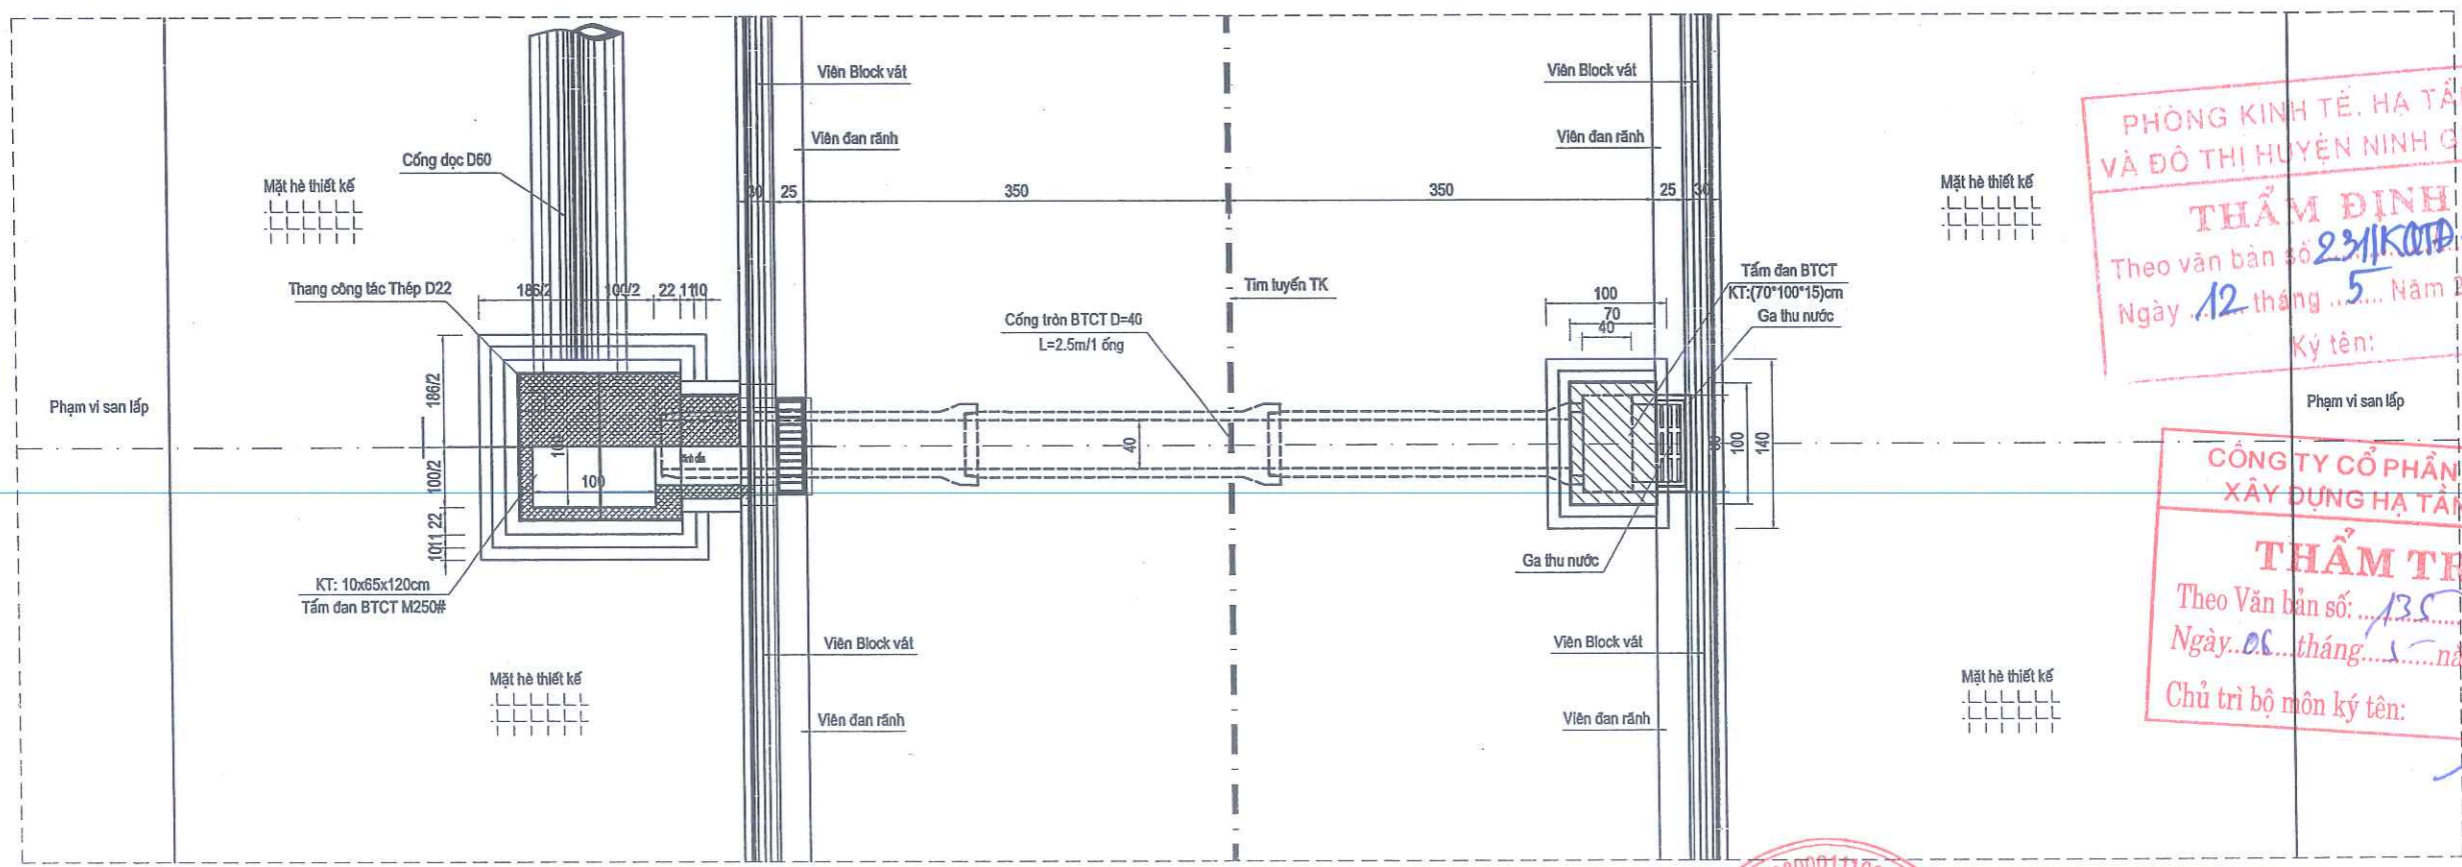 Viên Block vát
Viên Block vát
Viên đan rãnh
Viên đan rãnh
Cống dọc D60
Mặt hè thiết kế
Mặt hè thiết kế
30
25
350
350
25
30
Thang công tác Thép D22
186/2
100/2
22
11
10
Tim tuyến TK
Tấm đan BTCT
KT:(70*100*15)cm
Ga thu nước
100
70
40
Cống tròn BTCT D=40
L=2.5m/1 ống
Phạm vi san lấp
186/2
100/2
22
11
10
100
100
40
100
140
Phạm vi san lấp
KT: 10x65x120cm
Tấm đan BTCT M250#
Ga thu nước
Viên Block vát
Viên Block vát
Mặt hè thiết kế
Mặt hè thiết kế
Viên đan rãnh
Viên đan rãnh
PHÒNG KINH TẾ, HẠ TẦ
VÀ ĐÔ THỊ HUYỆN NINH G
THẨM ĐỊNH
Theo văn bản số 231/KQTĐ
Ngày 12 tháng 5 Năm 2
Ký tên:
CÔNG TY CỔ PHẦN
XÂY DỰNG HẠ TẦN
THẨM TR
Theo Văn bản số: 135
Ngày 06 tháng 5 nă
Chủ trì bộ môn ký tên: